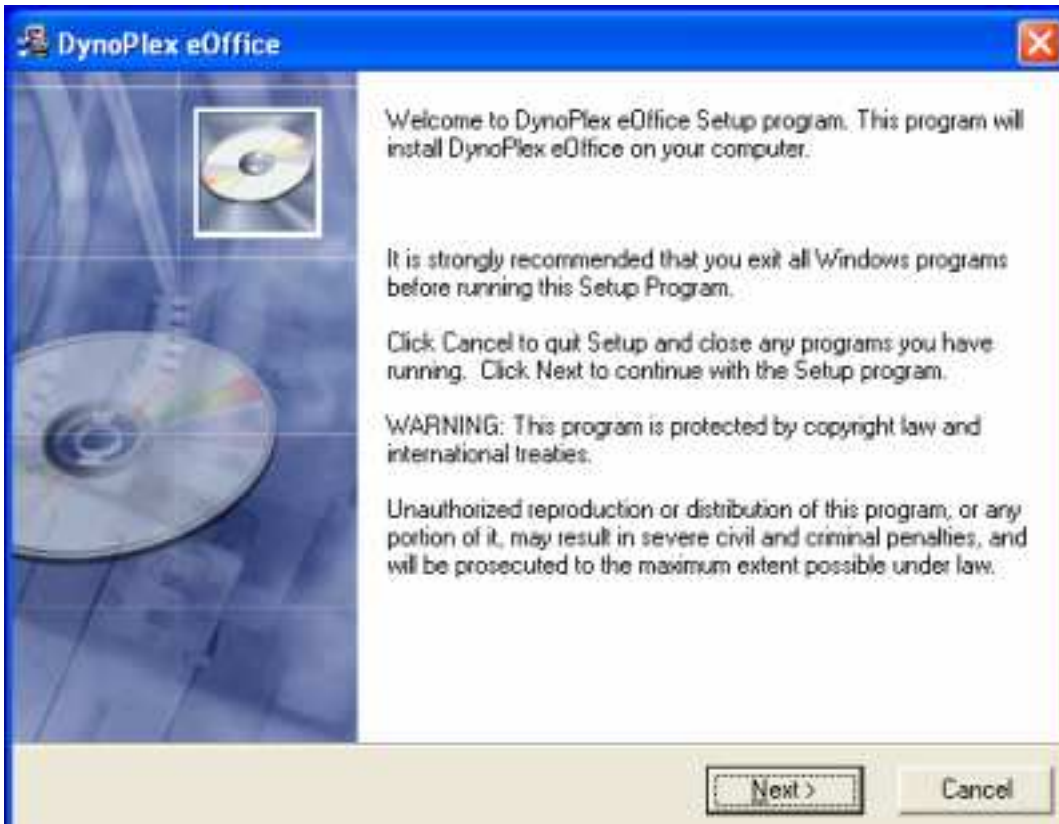 DynoPlex eOffice
Welcome to DynoPlex eOffice Setup program. This program will
install DynoPlex eOffice on your computer.
It is strongly recommended that you exit all Windows programs
before running this Setup Program.
Click Cancel to quit Setup and close any programs you have
running.  Click Next to continue with the Setup program.
WARNING: This program is protected by copyright law and
international treaties.
Unauthorized reproduction or distribution of this program, or any
portion of it, may result in severe civil and criminal penalties, and
will be prosecuted to the maximum extent possible under law.
Next > Cancel